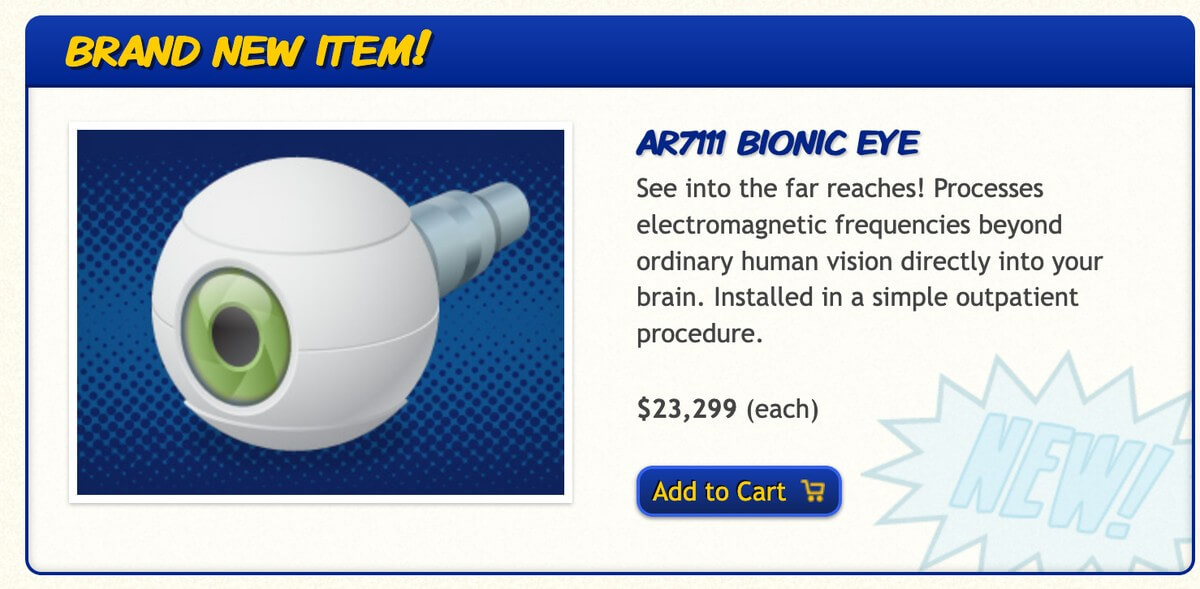 BRAND NEW ITEM!
AR7111 BIONIC EYE
See into the far reaches! Processes
electromagnetic frequencies beyond
ordinary human vision directly into your
brain. Installed in a simple outpatient
procedure.
$23,299 (each)
Add to Cart
NEW!